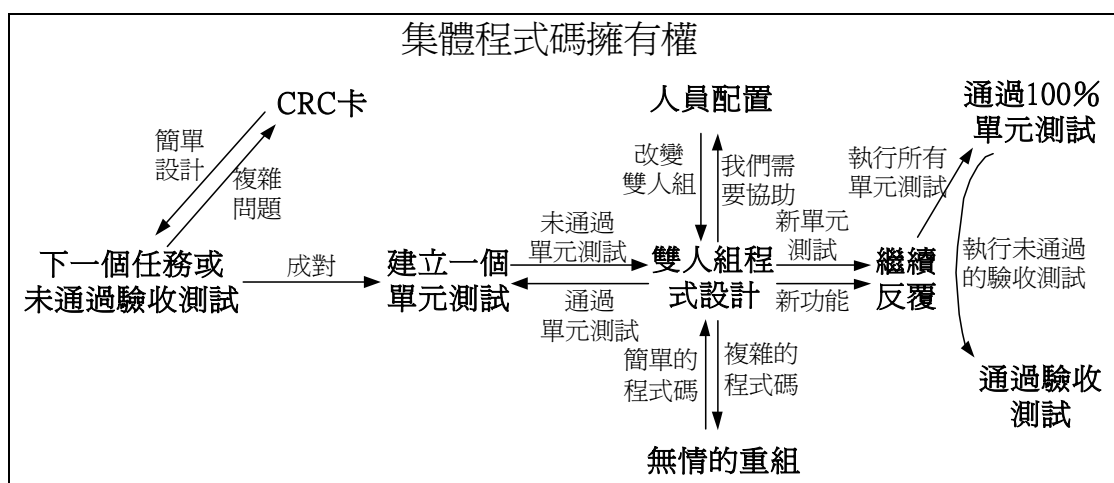 集體程式碼擁有權
CRC卡
簡單
設計
複雜
問題
下一個任務或
未通過驗收測試
成對
建立一個
單元測試
未通過
單元測試
通過
單元測試
人員配置
改變
雙人組
我們需
要協助
雙人組程
式設計
簡單的
程式碼
複雜的
程式碼
無情的重組
新單元
測試
新功能
繼續
反覆
執行所有
單元測試
通過100%
單元測試
執行未通過
的驗收測試
通過驗收
測試